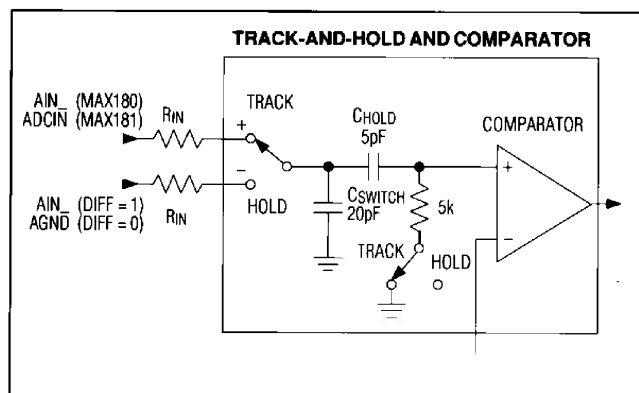 TRACK-AND-HOLD AND COMPARATOR
AIN_ (MAX180)
ADCIN (MAX181)
RIN
TRACK
+
CHOLD
5pF
COMPARATOR
+
−
AIN_ (DIFF = 1)
AGND (DIFF = 0)
RIN
HOLD
CSWITCH
20pF
5k
TRACK
HOLD
−